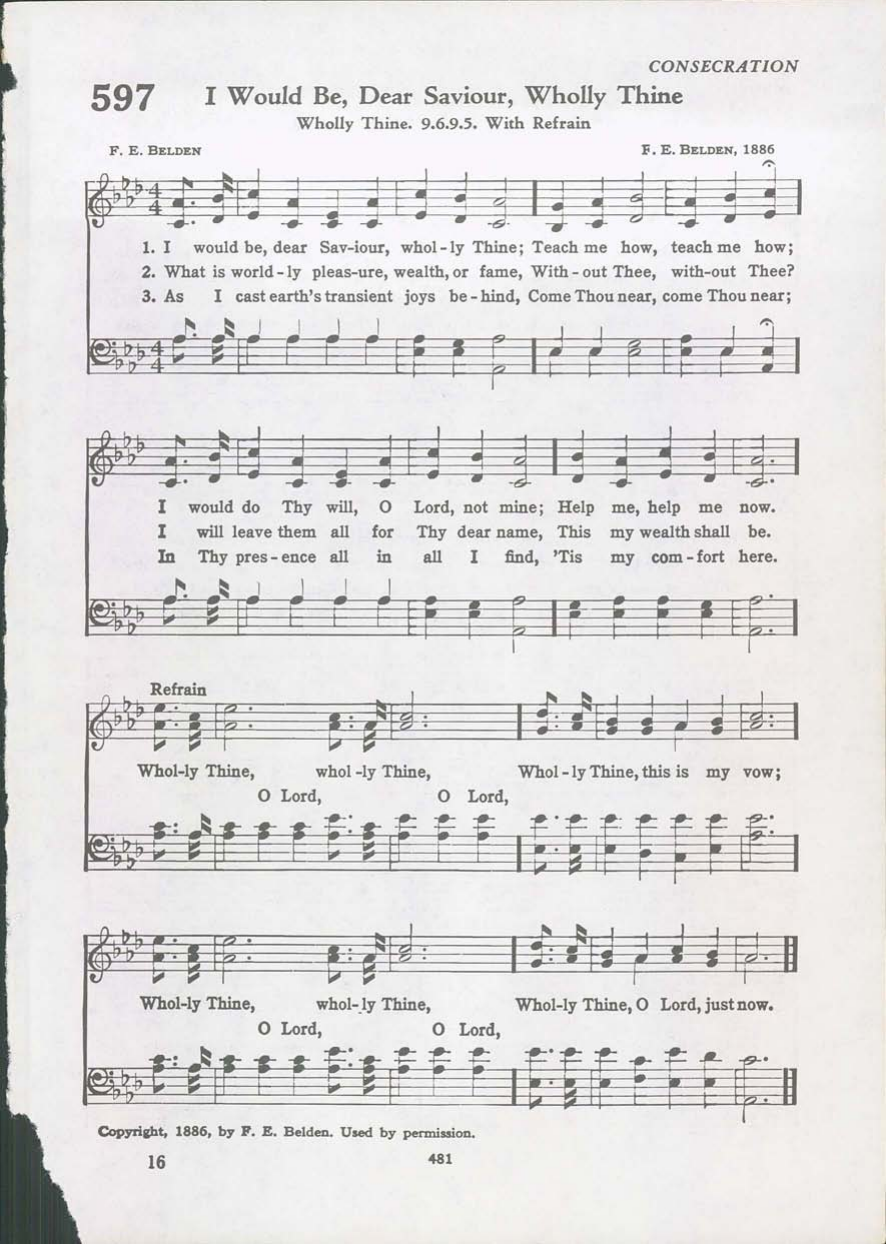 CONSECRATION
597 I Would Be, Dear Saviour, Wholly Thine
Wholly Thine. 9.6.9.5. With Refrain
F. E. BELDEN F. E. BELDEN, 1886
1. I would be, dear Sav-iour, whol-ly Thine; Teach me how, teach me how;
2. What is world-ly pleas-ure, wealth, or fame, With-out Thee, with-out Thee?
3. As I cast earth's transient joys be-hind, Come Thou near, come Thou near;
I would do Thy will, O Lord, not mine; Help me, help me now.
I will leave them all for Thy dear name, This my wealth shall be.
In Thy pres-ence all in all I find, 'Tis my com-fort here.
Refrain
Whol-ly Thine, whol-ly Thine, Whol-ly Thine, this is my vow;
O Lord, O Lord,
Whol-ly Thine, whol-ly Thine, Whol-ly Thine, O Lord, just now.
O Lord, O Lord,
Copyright, 1886, by F. E. Belden. Used by permission.
16 481